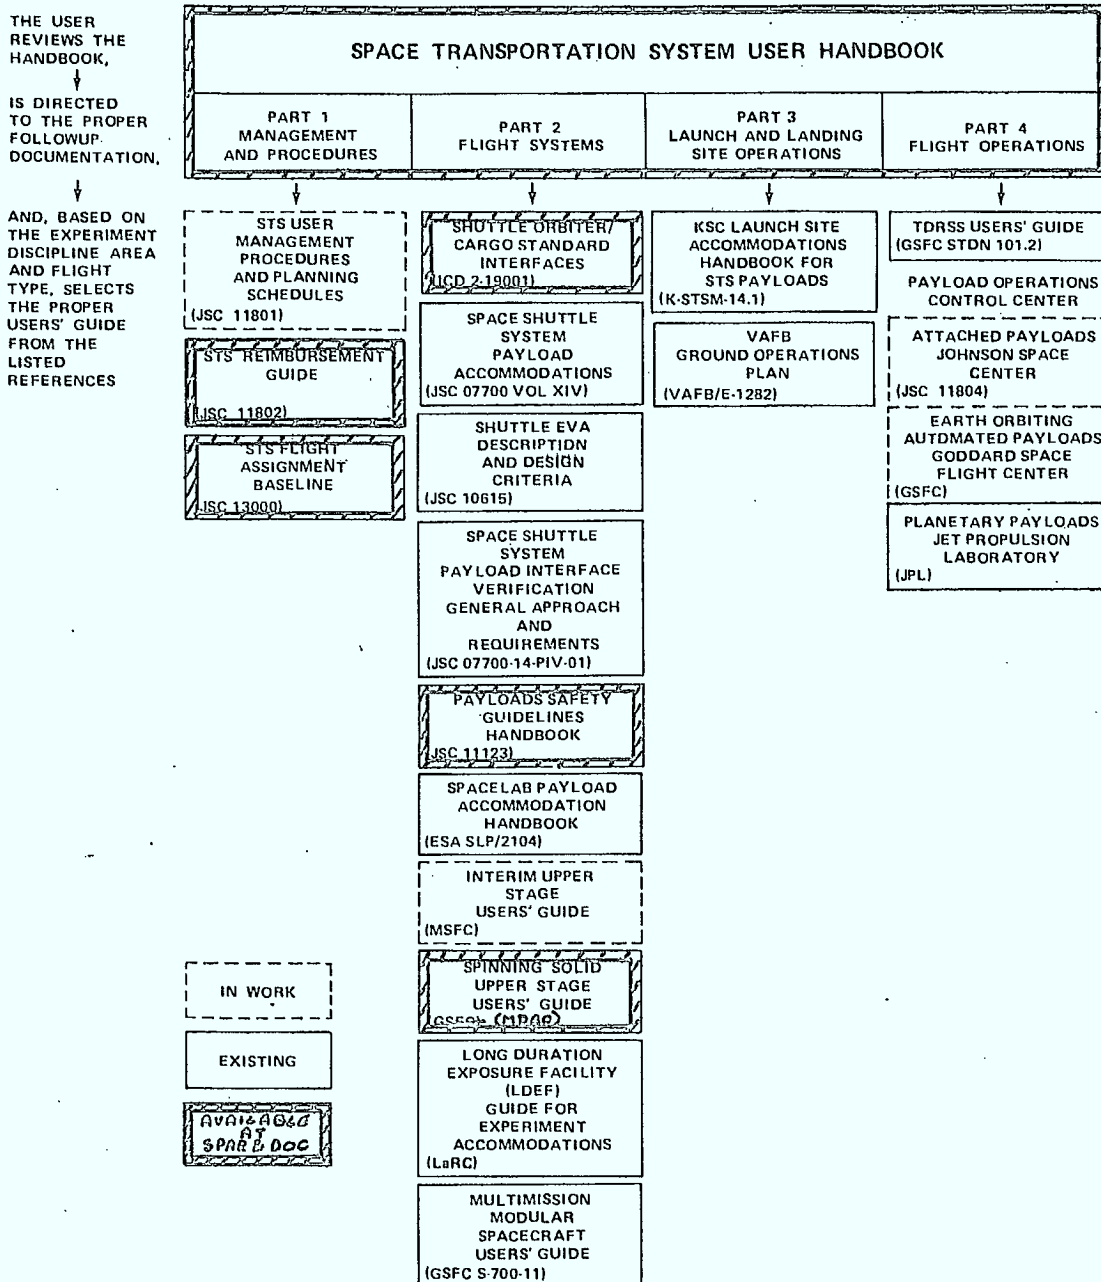 THE USER
REVIEWS THE
HANDBOOK,
IS DIRECTED
TO THE PROPER
FOLLOWUP
DOCUMENTATION,
AND, BASED ON
THE EXPERIMENT
DISCIPLINE AREA
AND FLIGHT
TYPE, SELECTS
THE PROPER
USERS' GUIDE
FROM THE
LISTED
REFERENCES
SPACE TRANSPORTATION SYSTEM USER HANDBOOK
PART 1
MANAGEMENT
AND PROCEDURES
PART 2
FLIGHT SYSTEMS
PART 3
LAUNCH AND LANDING
SITE OPERATIONS
PART 4
FLIGHT OPERATIONS
STS USER
MANAGEMENT
PROCEDURES
AND PLANNING
SCHEDULES
(JSC 11801)
STS REIMBURSEMENT
GUIDE
(JSC 11802)
STS FLIGHT
ASSIGNMENT
BASELINE
(JSC 13000)
SHUTTLE ORBITER/
CARGO STANDARD
INTERFACES
(ICD 2-19001)
SPACE SHUTTLE
SYSTEM
PAYLOAD
ACCOMMODATIONS
(JSC 07700 VOL XIV)
SHUTTLE EVA
DESCRIPTION
AND DESIGN
CRITERIA
(JSC 10615)
SPACE SHUTTLE
SYSTEM
PAYLOAD INTERFACE
VERIFICATION
GENERAL APPROACH
AND
REQUIREMENTS
(JSC 07700-14-PIV-01)
PAYLOADS SAFETY
GUIDELINES
HANDBOOK
(JSC 11123)
SPACELAB PAYLOAD
ACCOMMODATION
HANDBOOK
(ESA SLP/2104)
INTERIM UPPER
STAGE
USERS' GUIDE
(MSFC)
SPINNING SOLID
UPPER STAGE
USERS' GUIDE
LONG DURATION
EXPOSURE FACILITY
(LDEF)
GUIDE FOR
EXPERIMENT
ACCOMMODATIONS
(LaRC)
MULTIMISSION
MODULAR
SPACECRAFT
USERS' GUIDE
(GSFC S-700-11)
KSC LAUNCH SITE
ACCOMMODATIONS
HANDBOOK FOR
STS PAYLOADS
(K-STSM-14.1)
VAFB
GROUND OPERATIONS
PLAN
(VAFB/E-1282)
TDRSS USERS' GUIDE
(GSFC STDN 101.2)
PAYLOAD OPERATIONS
CONTROL CENTER
ATTACHED PAYLOADS
JOHNSON SPACE
CENTER
(JSC 11804)
EARTH ORBITING
AUTOMATED PAYLOADS
GODDARD SPACE
FLIGHT CENTER
(GSFC)
PLANETARY PAYLOADS
JET PROPULSION
LABORATORY
(JPL)
IN WORK
EXISTING
AVAILABLE
AT
SPAR & DOC